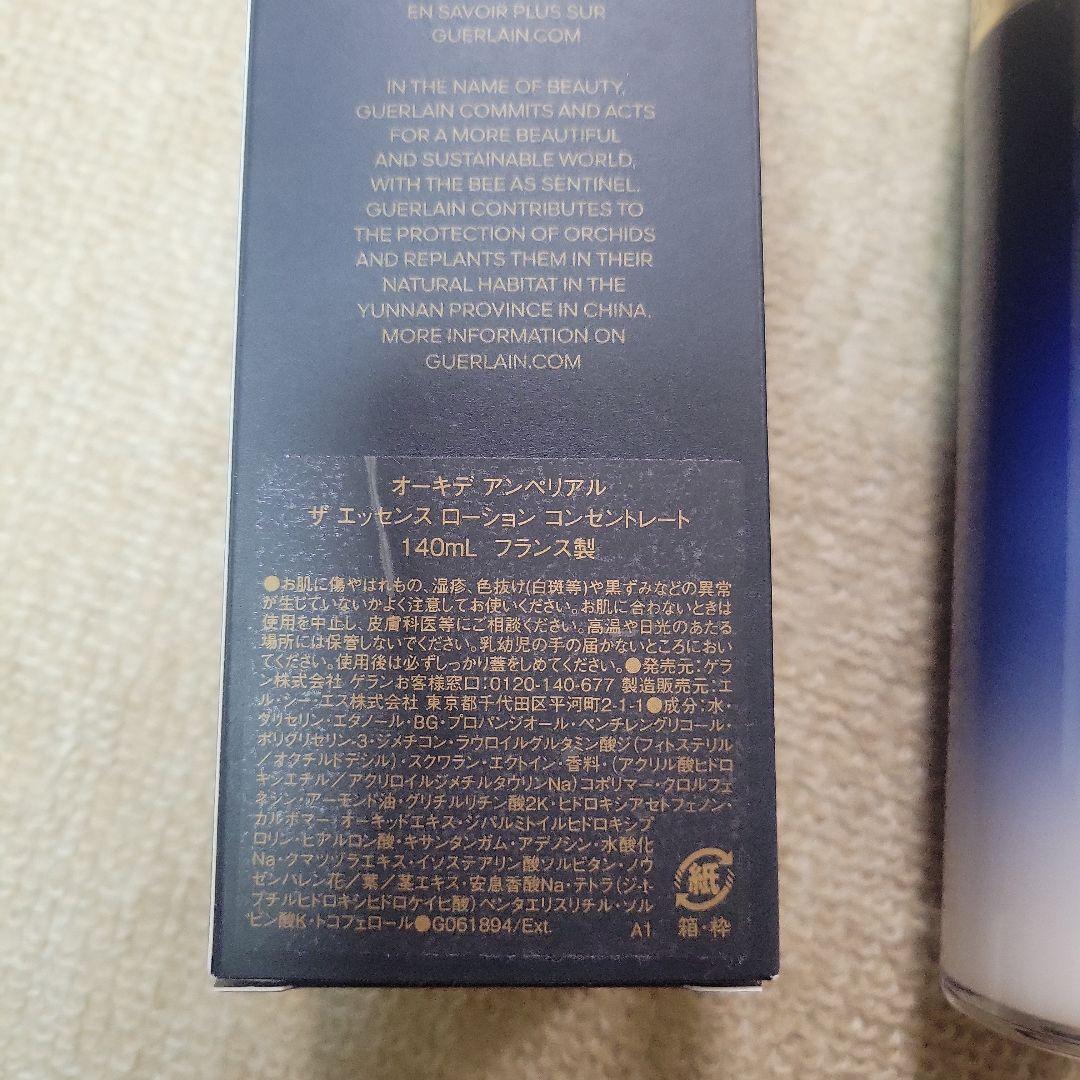 EN SAVOIR PLUS SUR
GUERLAIN.COM
IN THE NAME OF BEAUTY,
GUERLAIN COMMITS AND ACTS
FOR A MORE BEAUTIFUL
AND SUSTAINABLE WORLD,
WITH THE BEE AS SENTINEL.
GUERLAIN CONTRIBUTES TO
THE PROTECTION OF ORCHIDS
AND REPLANTS THEM IN THEIR
NATURAL HABITAT IN THE
YUNNAN PROVINCE IN CHINA.
MORE INFORMATION ON
GUERLAIN.COM
オーキデ アンペリアル
ザ エッセンス ローション コンセントレート
140mL フランス製
●お肌に傷やはれもの、湿疹、色抜け(白斑等)や黒ずみなどの異常
が生じていないかよく注意してお使いください。お肌に合わないときは
使用を中止し、皮膚科医等にご相談ください。高温や日光のあたる
場所には保管しないでください。乳幼児の手の届かないところにおい
てください。使用後は必ずしっかり蓋をしめてください。●発売元:ゲラ
ン株式会社 ゲランお客様窓口:0120-140-677 製造販売元:エ
ル・シー・エス株式会社 東京都千代田区平河町2-1-1●成分:水・
グリセリン・エタノール・BG・プロパンジオール・ペンチレングリコール・
ポリグリセリン-3・ジメチコン・ラウロイルグルタミン酸ジ(フィトステリル
/オクチルドデシル)・スクワラン・エクトイン・香料・(アクリル酸ヒドロ
キシエチル/アクリロイルジメチルタウリンNa)コポリマー・クロルフェ
ネシン・アーモンド油・グリチルリチン酸2K・ヒドロキシアセトフェノン・
カルボマー・オーキッドエキス・ジパルミトイルヒドロキシプ
ロリン・ヒアルロン酸・キサンタンガム・アデノシン・水酸化
Na・クマツヅラエキス・イソステアリン酸ソルビタン・ノウ
ゼンハレン花/葉/茎エキス・安息香酸Na・テトラ(ジ-t-
ブチルヒドロキシヒドロケイヒ酸)ペンタエリスリチル・ソル
ビン酸K・トコフェロール●G061894/Ext.
A1
紙
箱・枠